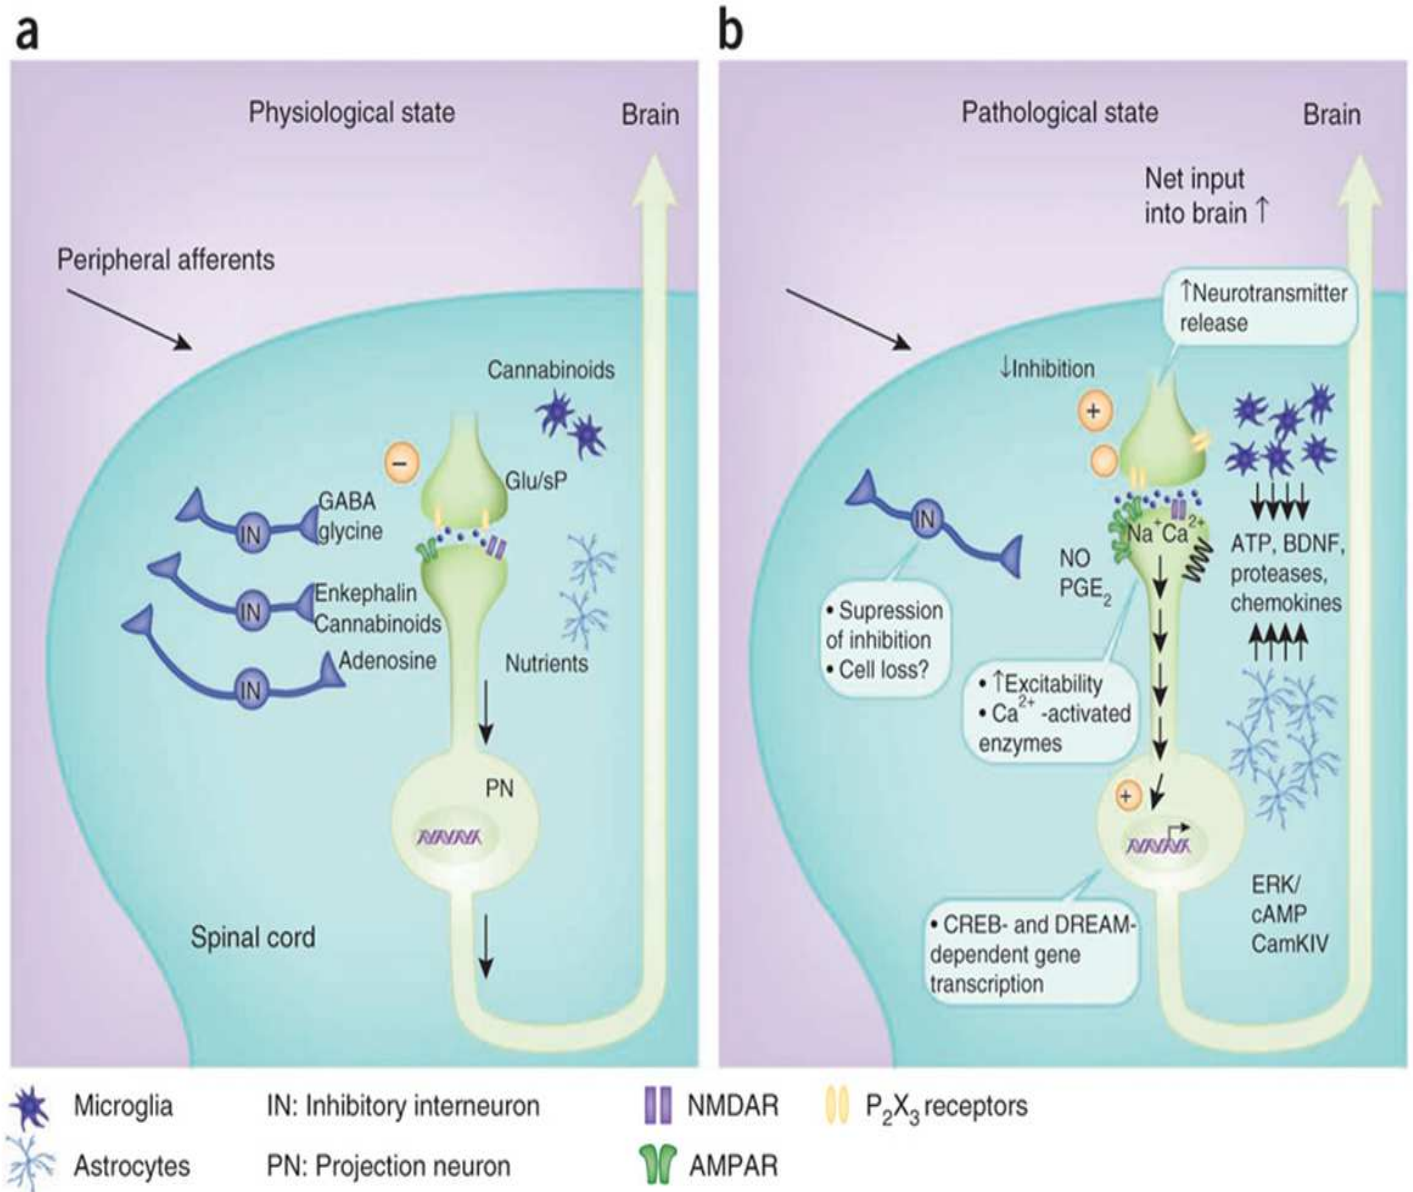 a
Physiological state
Brain
Peripheral afferents
Cannabinoids
−
Glu/sP
GABA
glycine
IN
Enkephalin
Cannabinoids
IN
Adenosine
IN
Nutrients
PN
Spinal cord
b
Pathological state
Brain
Net input
into brain ↑
↑Neurotransmitter
release
↓Inhibition
+
IN
Na+Ca2+
NO
PGE2
ATP, BDNF,
proteases,
chemokines
• Supression
of inhibition
• Cell loss?
• ↑Excitability
• Ca2+ -activated
enzymes
+
ERK/
cAMP
CamKIV
• CREB- and DREAM-
dependent gene
transcription
Microglia
IN: Inhibitory interneuron
NMDAR
P2X3 receptors
Astrocytes
PN: Projection neuron
AMPAR